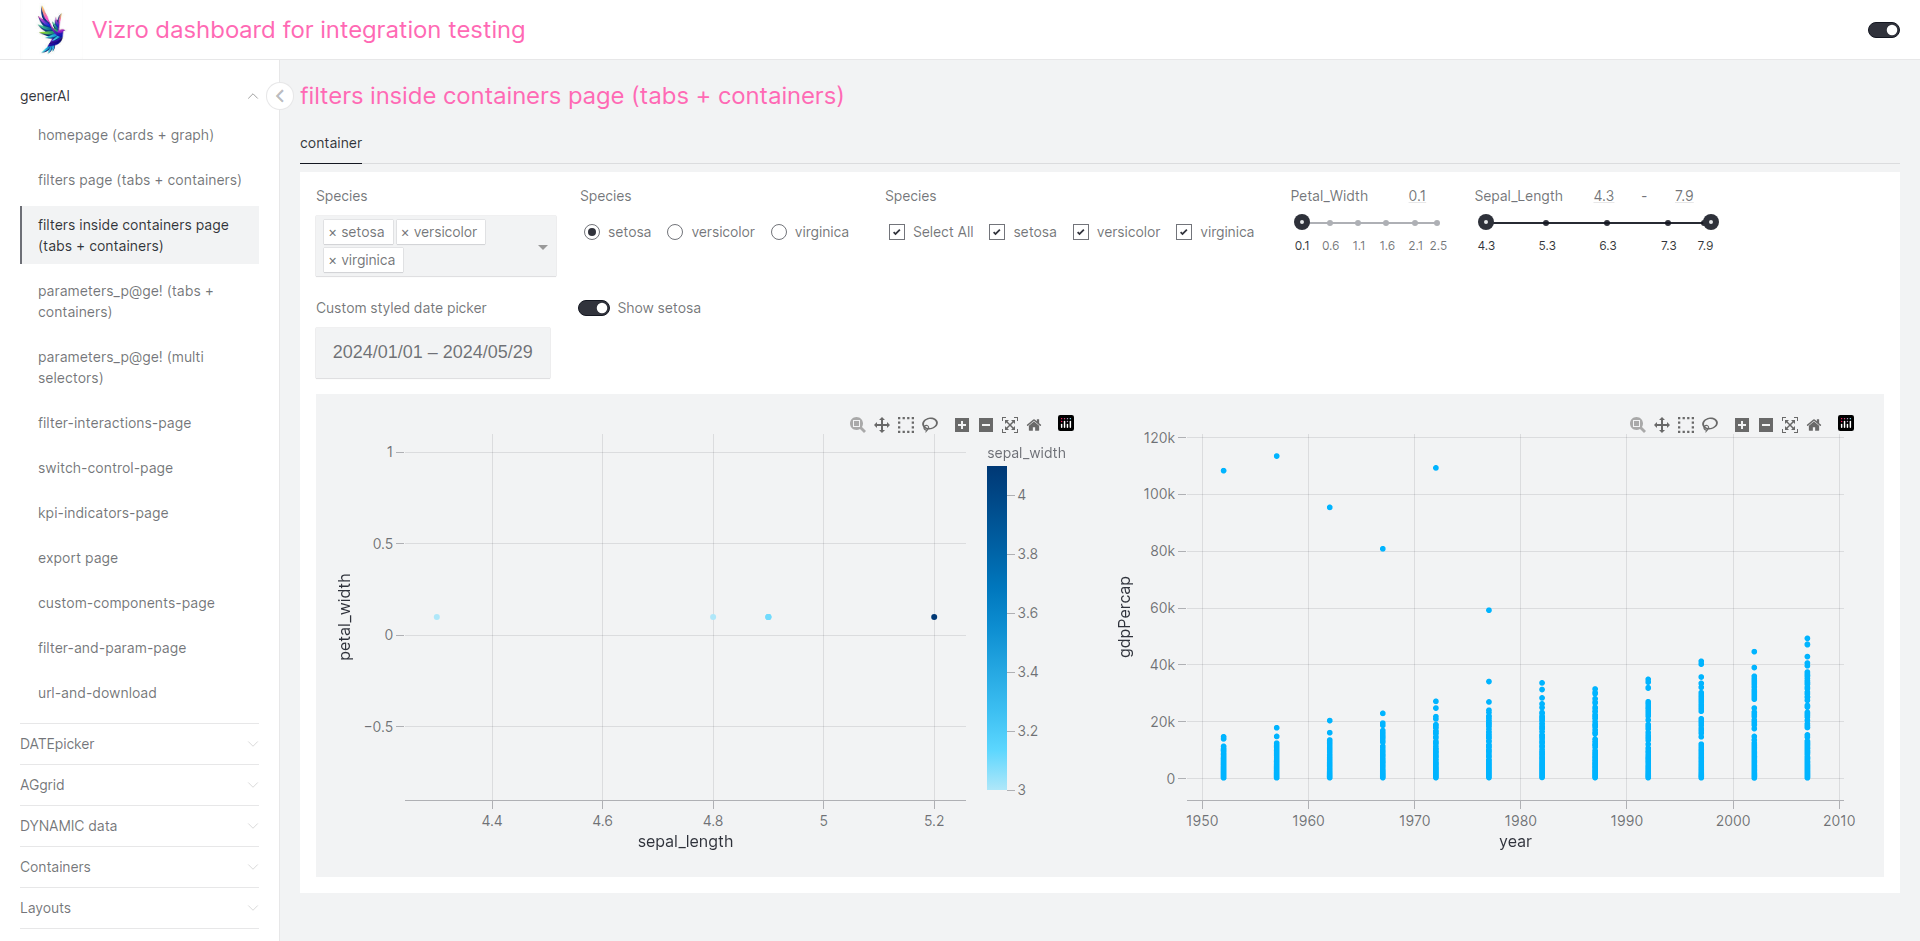 Vizro dashboard for integration testing
generAI
homepage (cards + graph)
filters page (tabs + containers)
filters inside containers page
(tabs + containers)
parameters_p@ge! (tabs +
containers)
parameters_p@ge! (multi
selectors)
filter-interactions-page
switch-control-page
kpi-indicators-page
export page
custom-components-page
filter-and-param-page
url-and-download
DATEpicker
AGgrid
DYNAMIC data
Containers
Layouts
filters inside containers page (tabs + containers)
container
Species
× setosa × versicolor
× virginica
Species
setosa versicolor virginica
Species
Select All setosa versicolor virginica
Petal_Width 0.1
0.1 0.6 1.1 1.6 2.1 2.5
Sepal_Length 4.3 - 7.9
4.3 5.3 6.3 7.3 7.9
Custom styled date picker
2024/01/01 – 2024/05/29
Show setosa
1
0.5
0
−0.5
petal_width
4.4 4.6 4.8 5 5.2
sepal_length
sepal_width
4
3.8
3.6
3.4
3.2
3
120k
100k
80k
60k
40k
20k
0
gdpPercap
1950 1960 1970 1980 1990 2000 2010
year